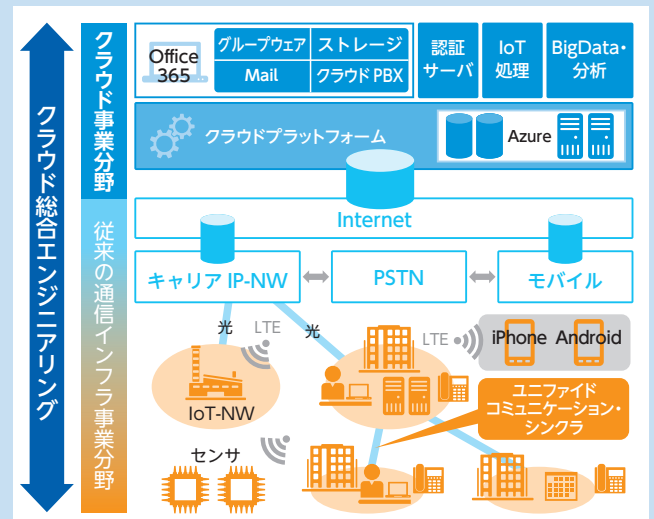 クラウド総合エンジニアリング
クラウド事業分野
従来の通信インフラ事業分野
Office
365
グループウェア
ストレージ
Mail
クラウド PBX
認証
サーバ
IoT
処理
BigData・
分析
クラウドプラットフォーム
Azure
Internet
キャリア IP-NW
PSTN
モバイル
光
LTE
光
LTE
iPhone
Android
IoT-NW
ユニファイド
コミュニケーション・
シンクラ
センサ